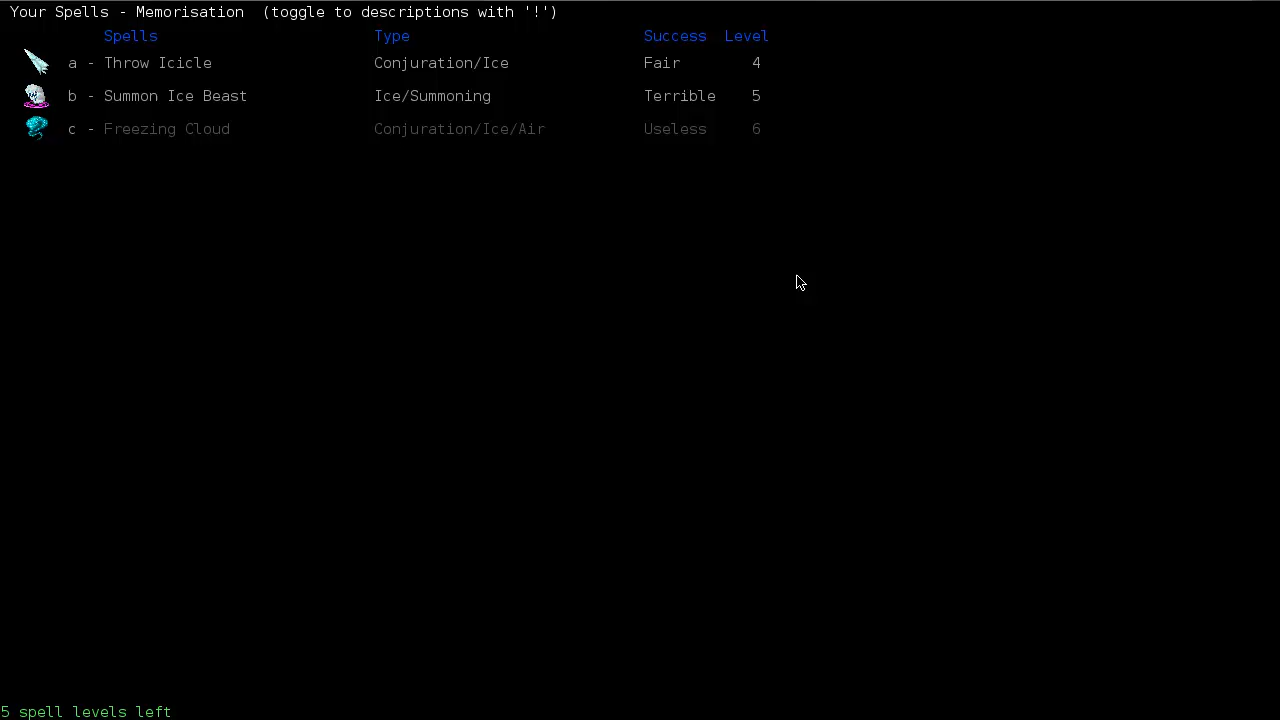 Your Spells - Memorisation  (toggle to descriptions with '!')
Spells Type Success Level
a - Throw Icicle Conjuration/Ice Fair 4
b - Summon Ice Beast Ice/Summoning Terrible 5
c - Freezing Cloud Conjuration/Ice/Air Useless 6
5 spell levels left